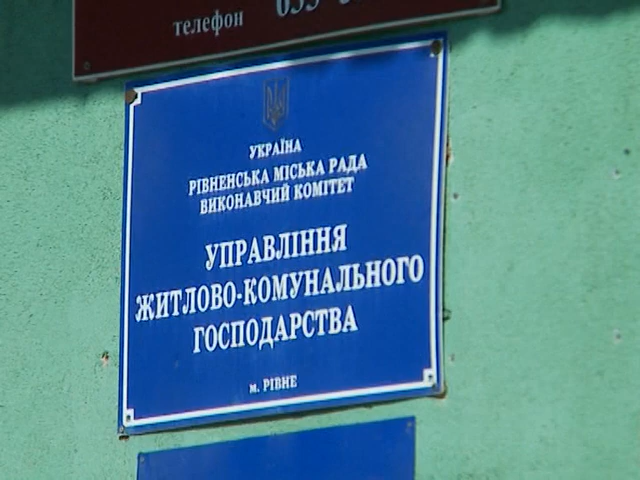 телефон
УКРАЇНА
РІВНЕНСЬКА МІСЬКА РАДА
ВИКОНАВЧИЙ КОМІТЕТ
УПРАВЛІННЯ
ЖИТЛОВО-КОМУНАЛЬНОГО
ГОСПОДАРСТВА
м. РІВНЕ